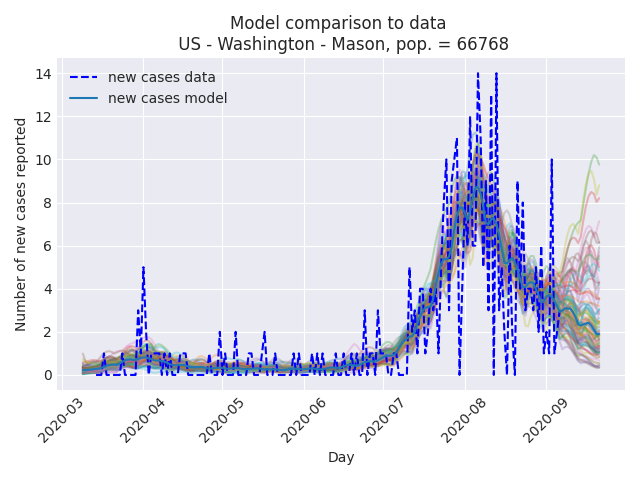 Model comparison to data
US - Washington - Mason, pop. = 66768
new cases data
new cases model
Number of new cases reported
14
12
10
8
6
4
2
0
2020-03
2020-04
2020-05
2020-06
2020-07
2020-08
2020-09
Day